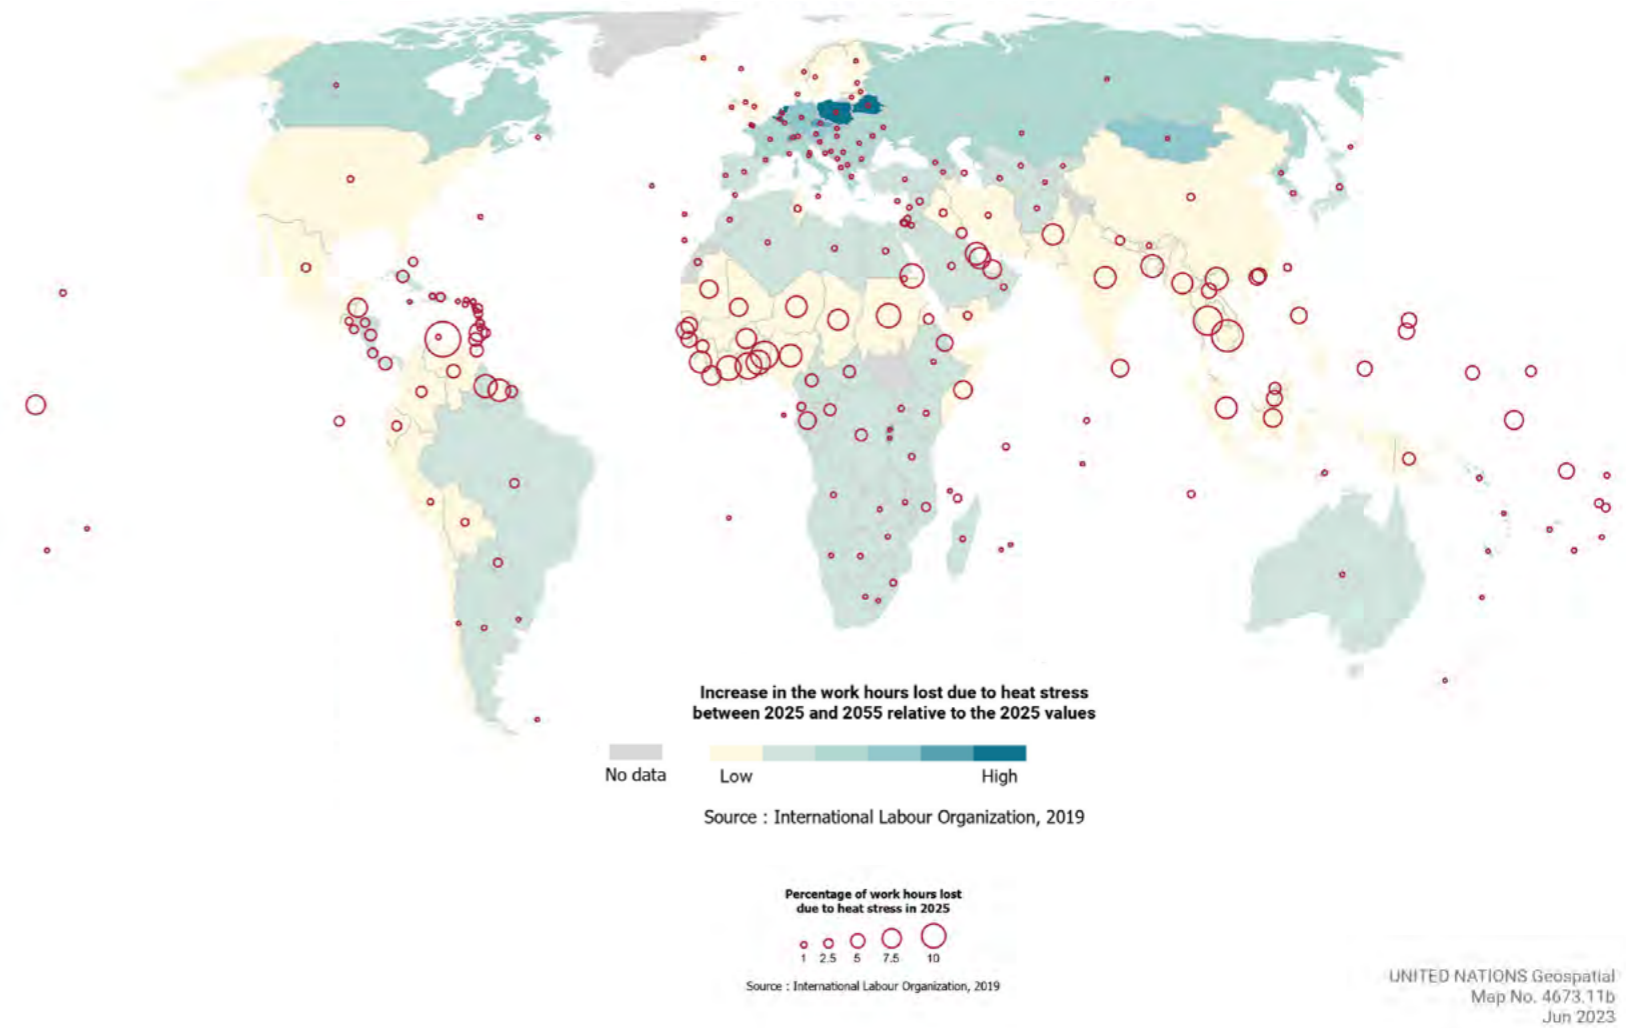 Increase in the work hours lost due to heat stress
between 2025 and 2055 relative to the 2025 values
No data
Low
High
Source : International Labour Organization, 2019
Percentage of work hours lost
due to heat stress in 2025
1 2.5 5 7.5 10
Source : International Labour Organization, 2019
UNITED NATIONS Geospatial
Map No. 4673.11b
Jun 2023